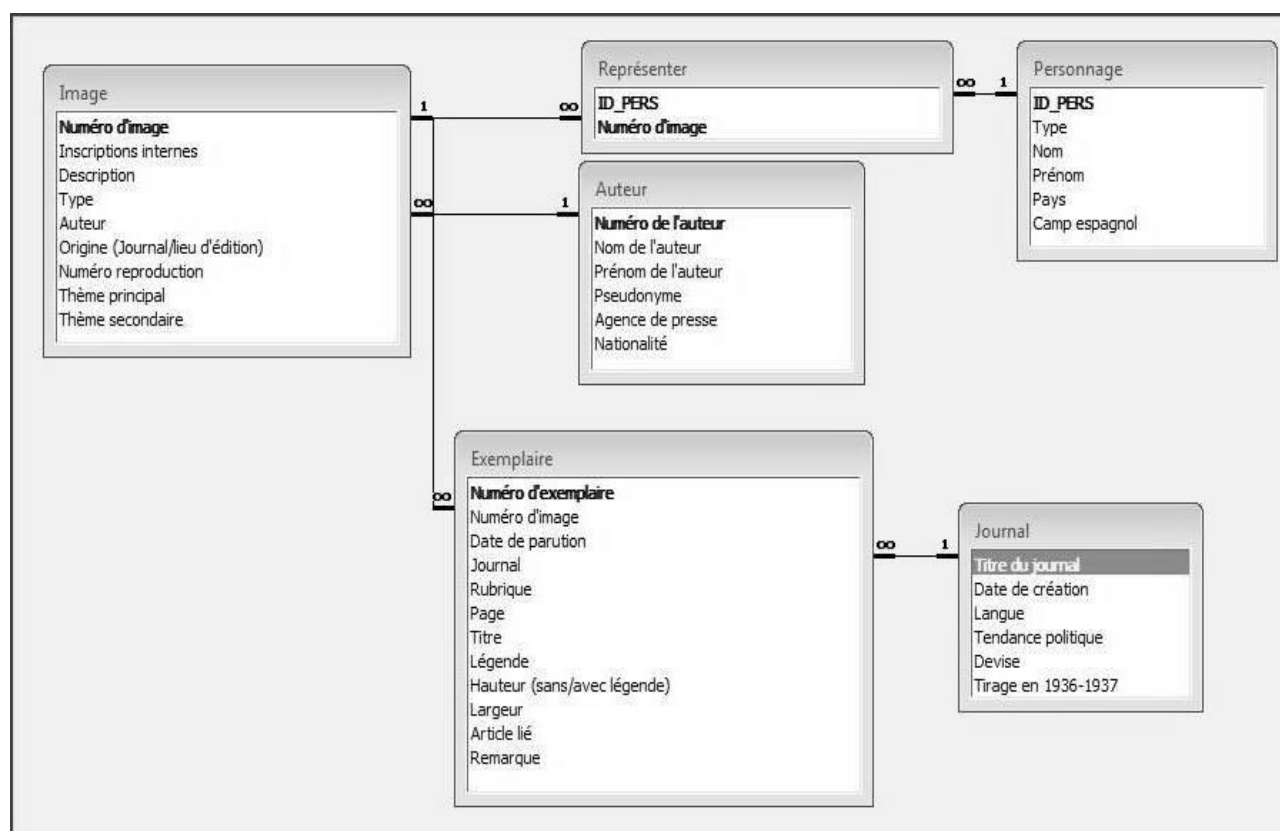 Image
Numéro d'image
Inscriptions internes
Description
Type
Auteur
Origine (Journal/lieu d'édition)
Numéro reproduction
Thème principal
Thème secondaire
1
∞
∞
1
Représenter
ID_PERS
Numéro d'image
∞ 1
Personnage
ID_PERS
Type
Nom
Prénom
Pays
Camp espagnol
Auteur
Numéro de l'auteur
Nom de l'auteur
Prénom de l'auteur
Pseudonyme
Agence de presse
Nationalité
∞
Exemplaire
Numéro d'exemplaire
Numéro d'image
Date de parution
Journal
Rubrique
Page
Titre
Légende
Hauteur (sans/avec légende)
Largeur
Article lié
Remarque
∞ 1
Journal
Titre du journal
Date de création
Langue
Tendance politique
Devise
Tirage en 1936-1937